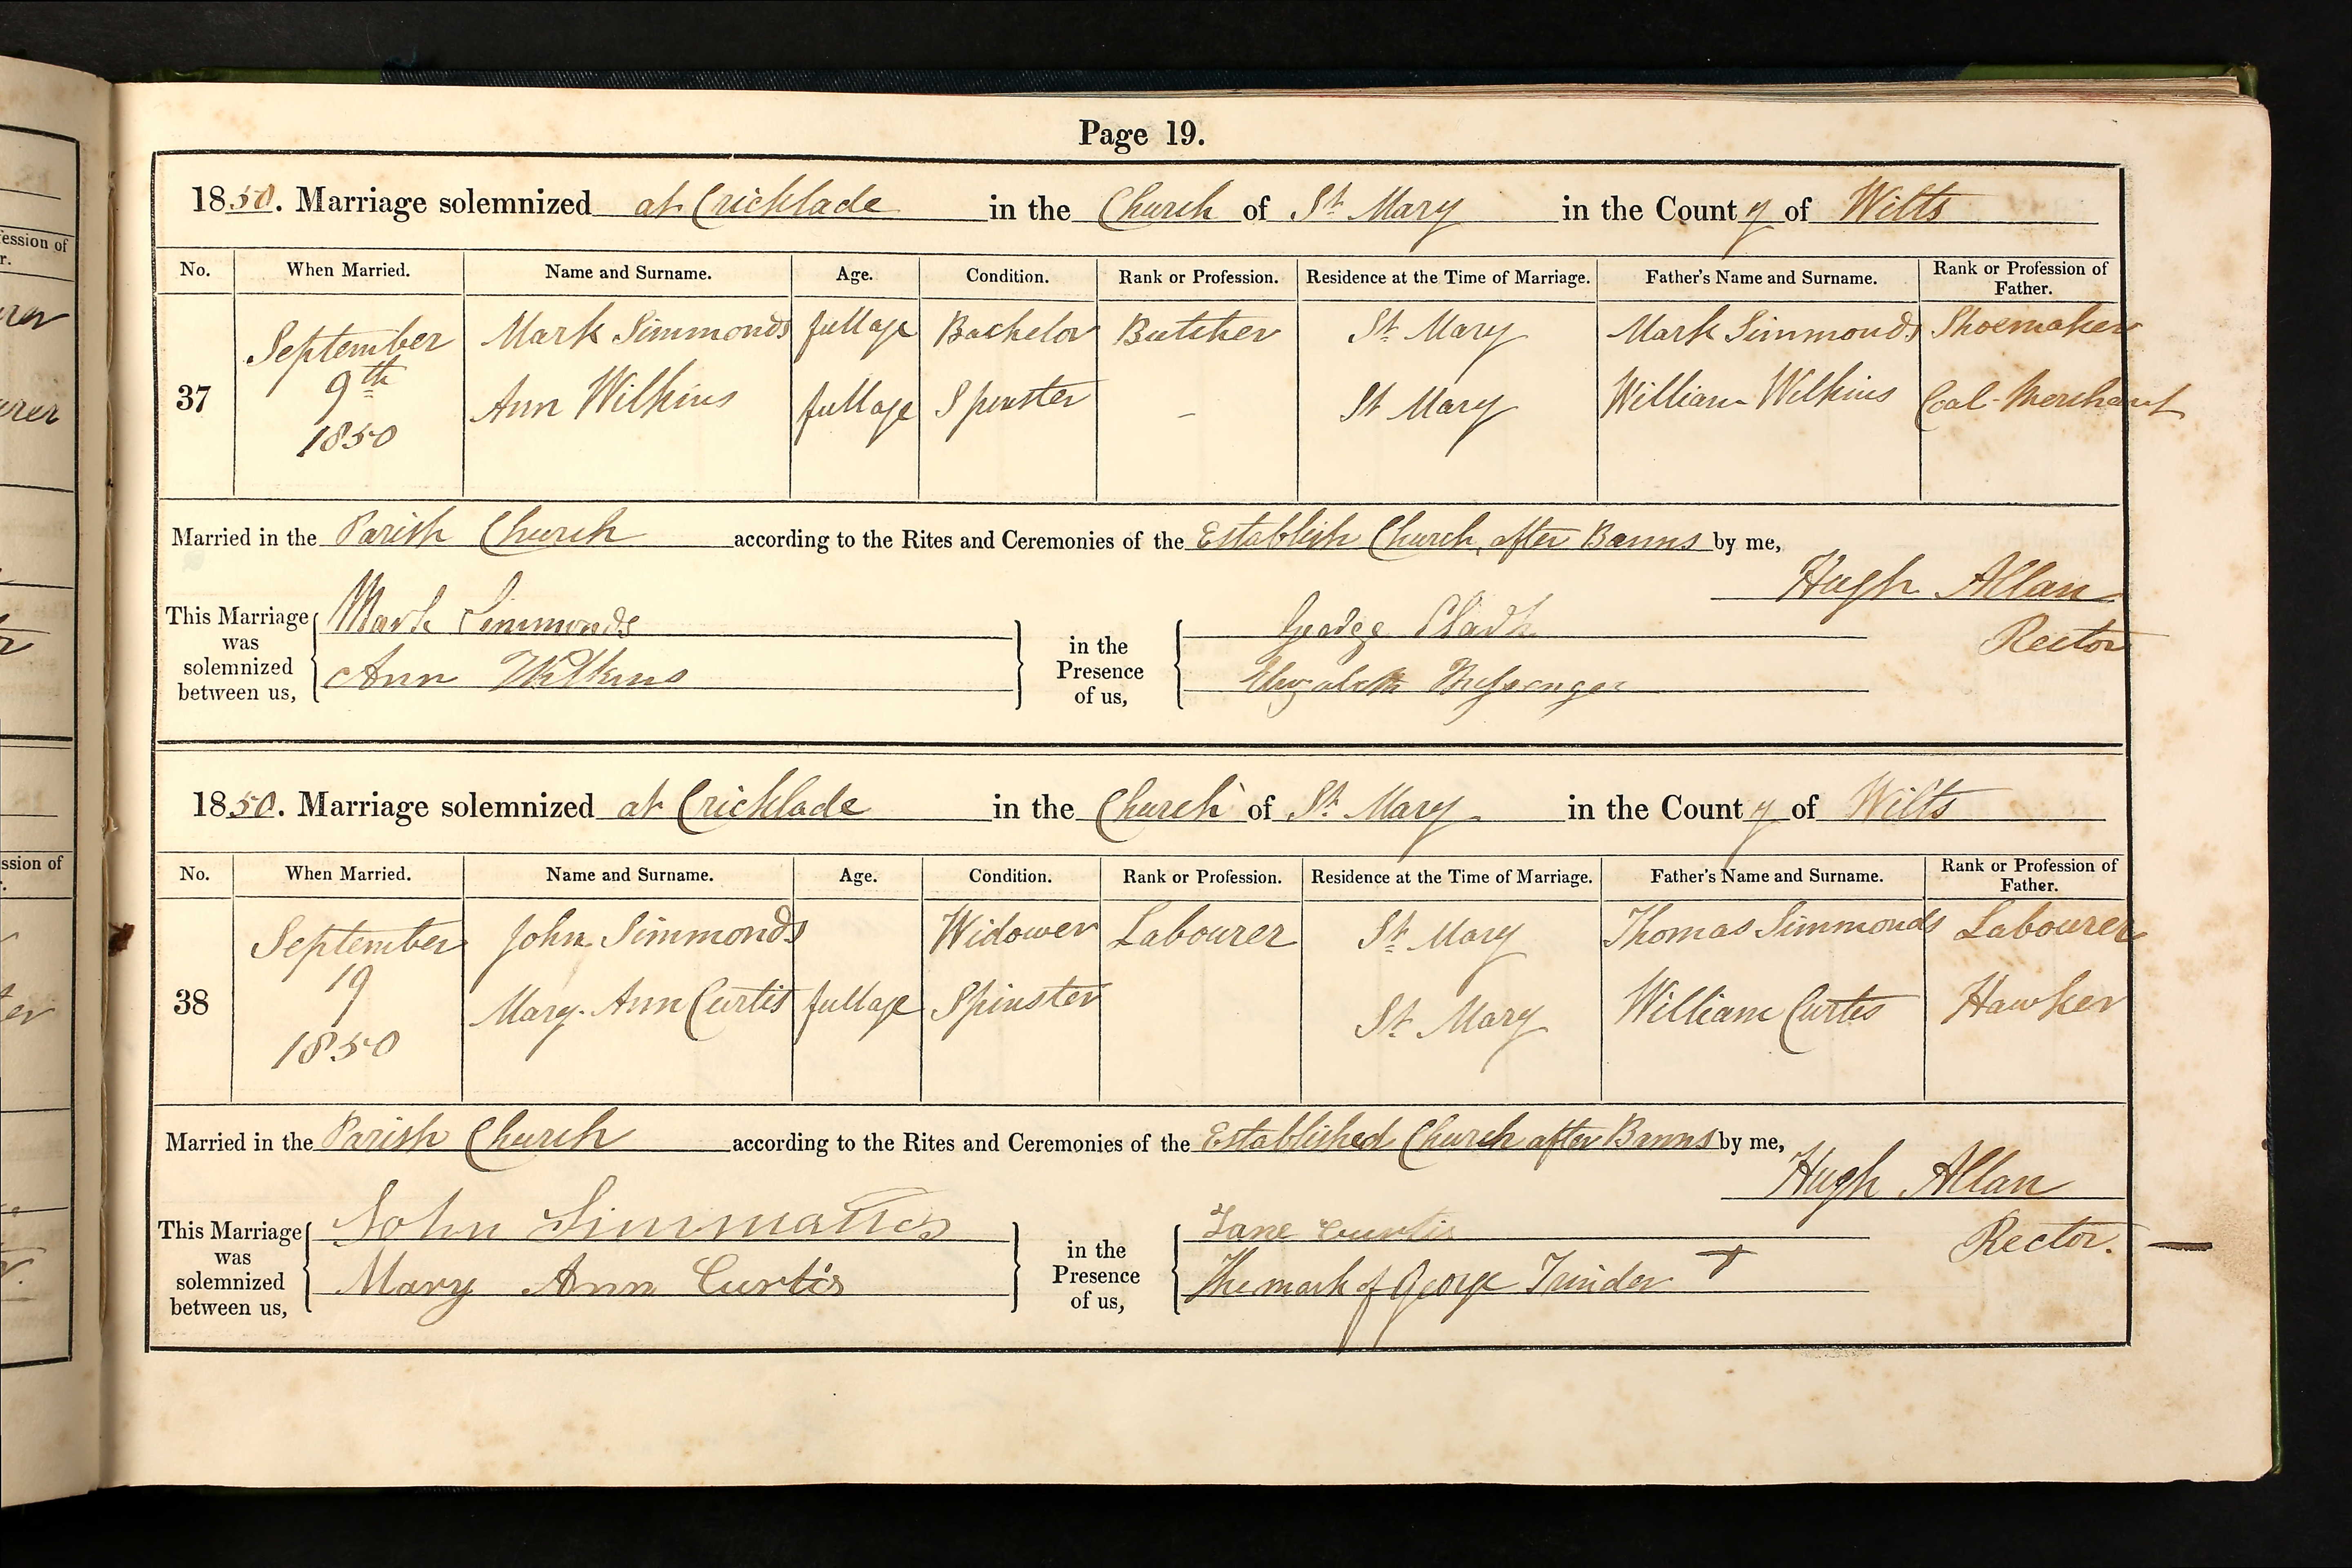 Page 19.
1850. Marriage solemnized at Cricklade in the Church of St. Mary in the County of Wilts
No. When Married. Name and Surname. Age. Condition. Rank or Profession. Residence at the Time of Marriage. Father's Name and Surname. Rank or Profession of Father.
September Mark Simmonds full age Bachelor Butcher St. Mary Mark Simmonds Shoemaker
37 9th Ann Wilkins full age Spinster - St Mary William Wilkins Coal-Merchant
1850
Married in the Parish Church according to the Rites and Ceremonies of the Establish Church, after Banns by me,
Hugh Allan
Rector
This Marriage was solemnized between us,
Mark Simmonds
Ann Wilkins
in the Presence of us,
George
Elizabeth Messenger
1850. Marriage solemnized at Cricklade in the Church of St. Mary in the County of Wilts
No. When Married. Name and Surname. Age. Condition. Rank or Profession. Residence at the Time of Marriage. Father's Name and Surname. Rank or Profession of Father.
September John Simmonds Widower Labourer St. Mary Thomas Simmonds Labourer
38 19 Mary-Ann Curtis full age Spinster St. Mary William Curtis Hawker
1850
Married in the Parish Church according to the Rites and Ceremonies of the Established Church after Banns by me,
Hugh Allan
Rector.
This Marriage was solemnized between us,
John
Mary Ann Curtis
in the Presence of us,
Jane Curtis
The mark of George Trinder +
ession of
r.
urer
ssion of
r.